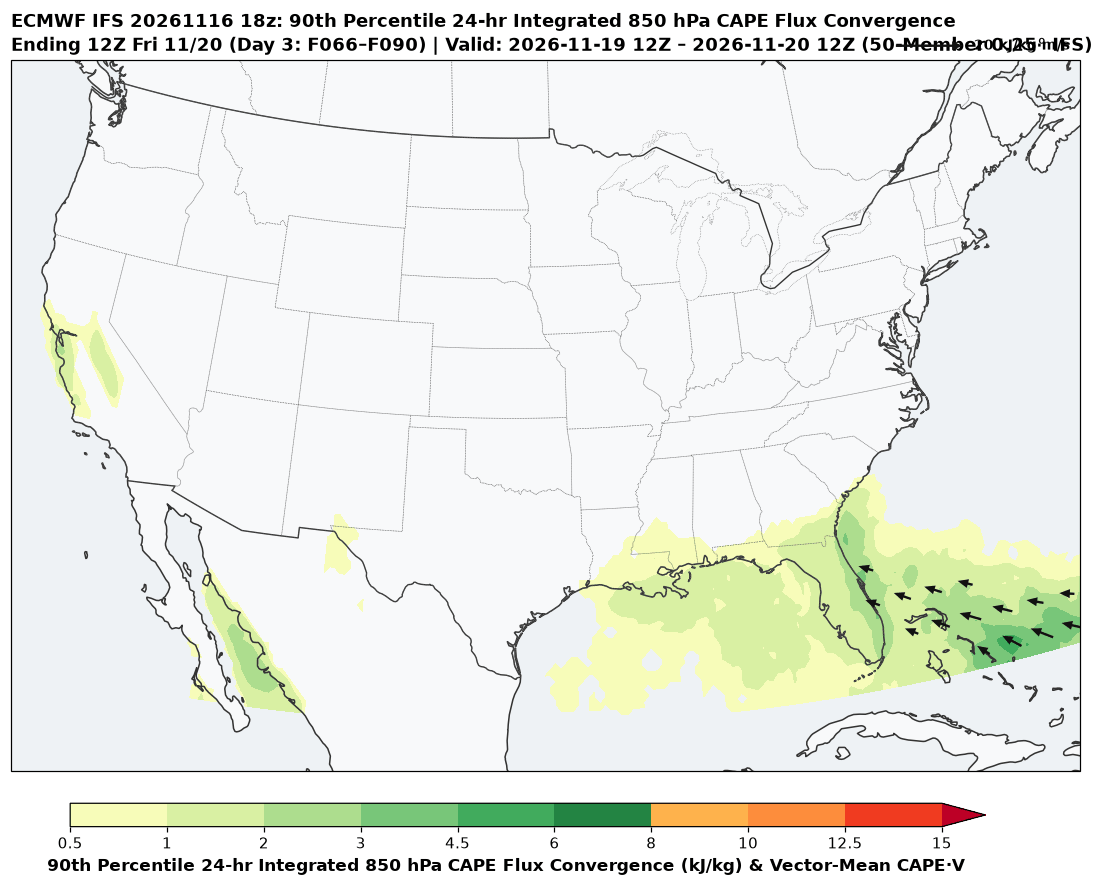 ECMWF IFS 20261116 18z: 90th Percentile 24-hr Integrated 850 hPa CAPE Flux Convergence
Ending 12Z Fri 11/20 (Day 3: F066–F090) | Valid: 2026-11-19 12Z – 2026-11-20 12Z (50-Member 0.25° IFS)
0.5 1 2 3 4.5 6 8 10 12.5 15
90th Percentile 24-hr Integrated 850 hPa CAPE Flux Convergence (kJ/kg) & Vector-Mean CAPE·V